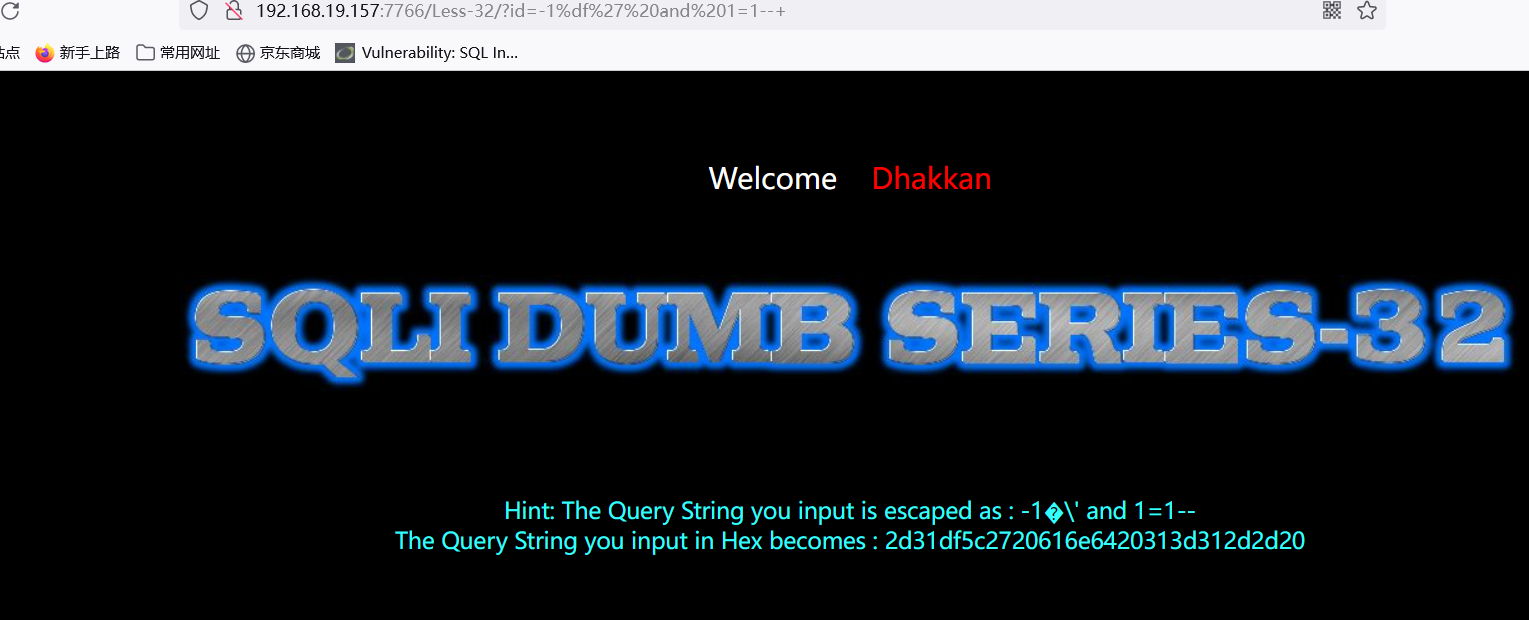 192.168.19.157:7766/Less-32/?id=-1%df%27%20and%201=1--+
站点 新手上路 常用网址 京东商城 Vulnerability: SQL In...
Welcome Dhakkan
SQLI DUMB SERIES-32
Hint: The Query String you input is escaped as : -1�\' and 1=1--
The Query String you input in Hex becomes : 2d31df5c2720616e6420313d312d2d20